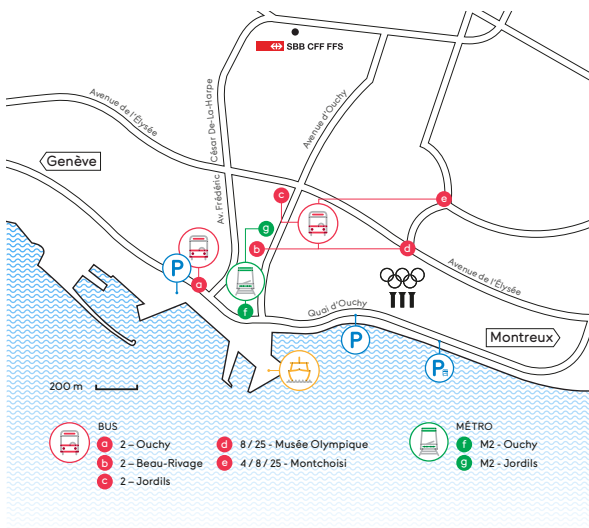 SBB CFF FFS
Avenue de l'Élysée
Av. Frédéric César De-La-Harpe
Avenue d'Ouchy
Genève
c
e
g
b
d
P
a
f
Avenue de l'Élysée
Quai d'Ouchy
P
Montreux
P
200 m
BUS
a 2 – Ouchy
b 2 – Beau-Rivage
c 2 – Jordils
d 8 / 25 - Musée Olympique
e 4 / 8 / 25 - Montchoisi
MÉTRO
f M2 - Ouchy
g M2 - Jordils